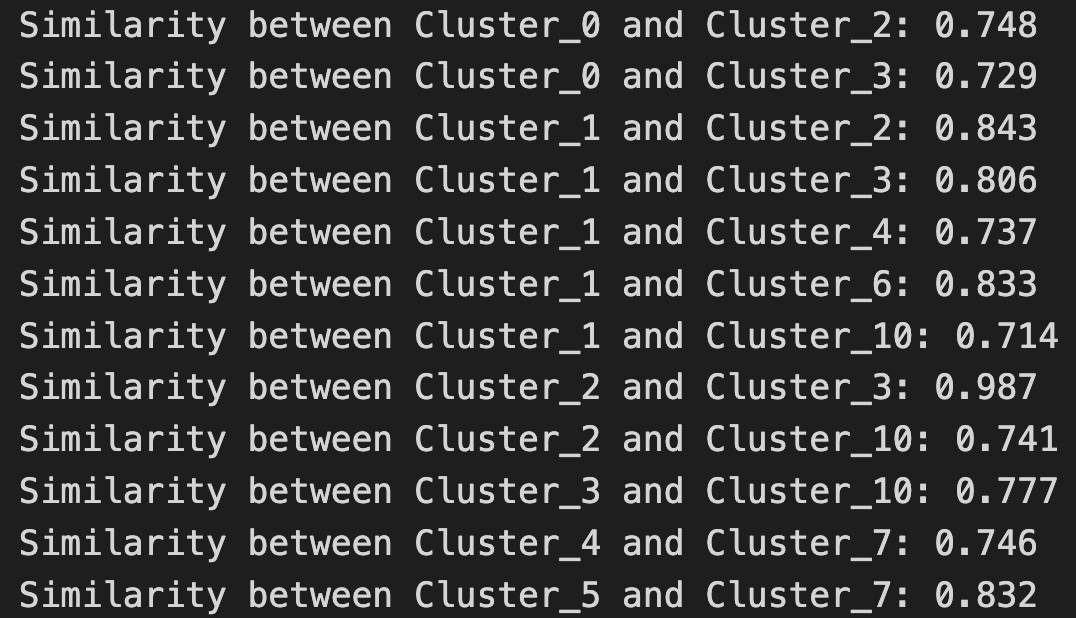 Similarity between Cluster_0 and Cluster_2: 0.748
Similarity between Cluster_0 and Cluster_3: 0.729
Similarity between Cluster_1 and Cluster_2: 0.843
Similarity between Cluster_1 and Cluster_3: 0.806
Similarity between Cluster_1 and Cluster_4: 0.737
Similarity between Cluster_1 and Cluster_6: 0.833
Similarity between Cluster_1 and Cluster_10: 0.714
Similarity between Cluster_2 and Cluster_3: 0.987
Similarity between Cluster_2 and Cluster_10: 0.741
Similarity between Cluster_3 and Cluster_10: 0.777
Similarity between Cluster_4 and Cluster_7: 0.746
Similarity between Cluster_5 and Cluster_7: 0.832